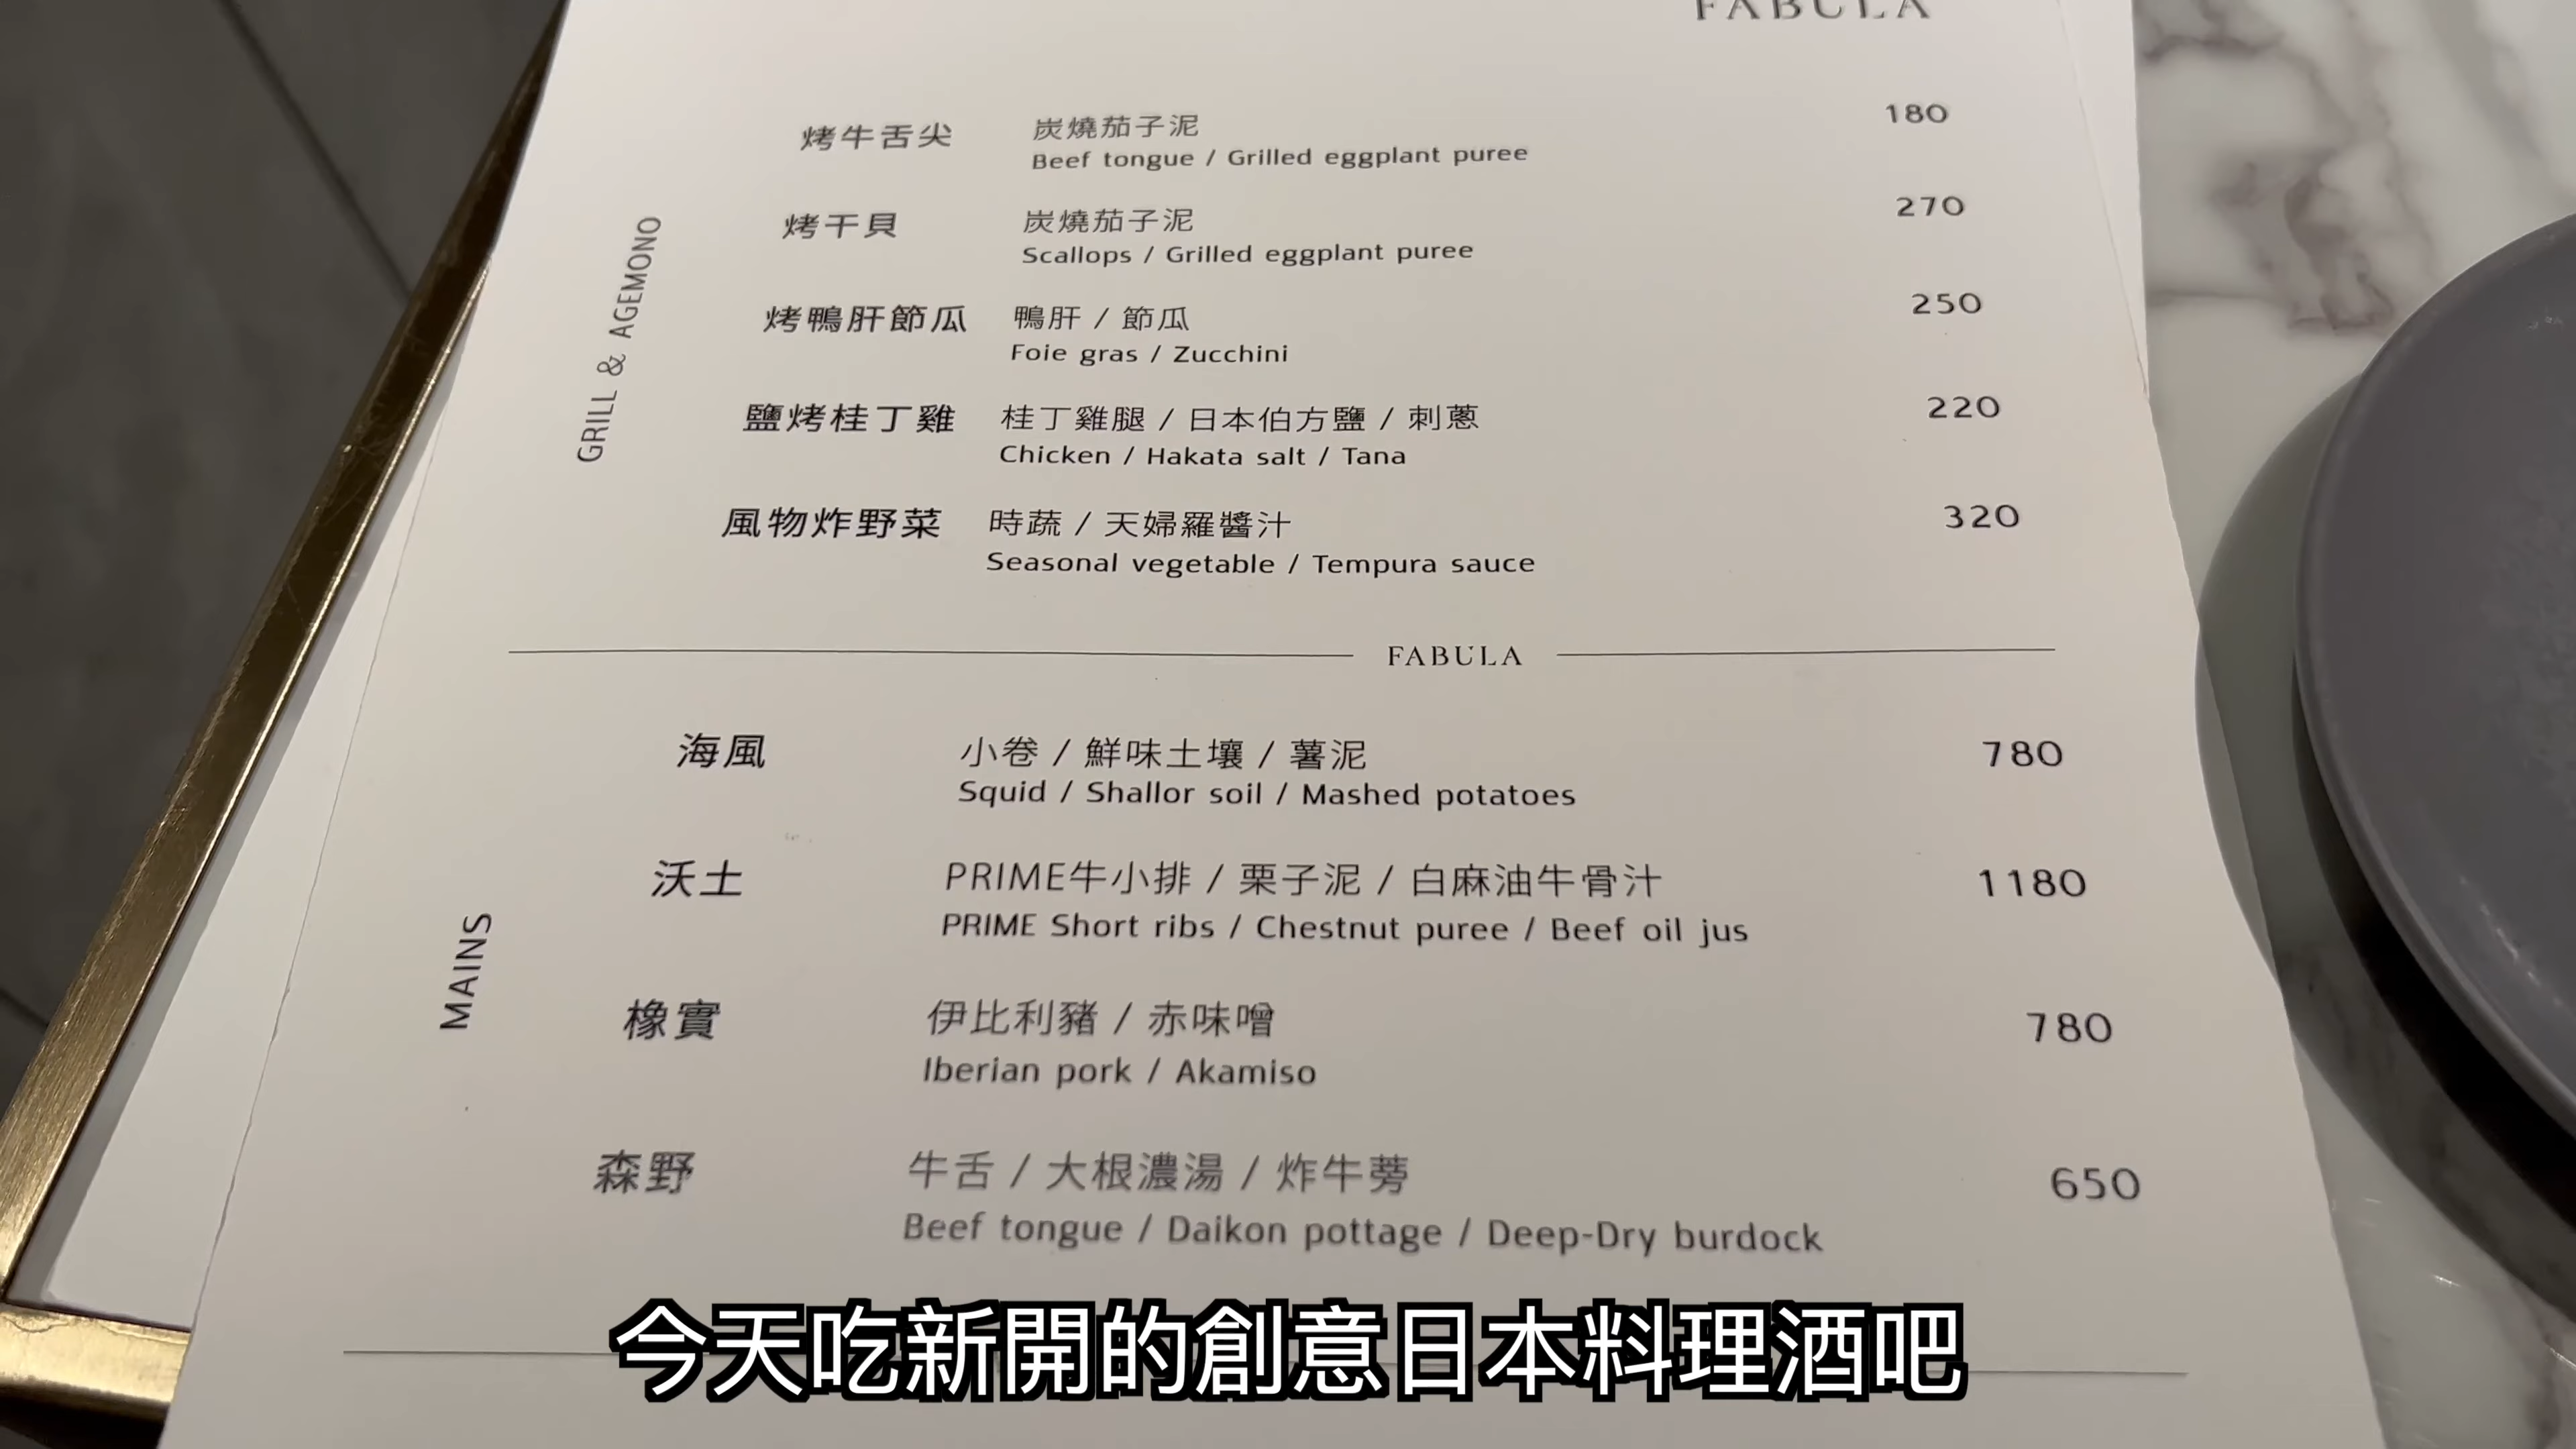 FABULA
GRILL & AGEMONO
烤牛舌尖 炭燒茄子泥 180
Beef tongue / Grilled eggplant puree
烤干貝 炭燒茄子泥 270
Scallops / Grilled eggplant puree
烤鴨肝節瓜 鴨肝 / 節瓜 250
Foie gras / Zucchini
鹽烤桂丁雞 桂丁雞腿 / 日本伯方鹽 / 刺蔥 220
Chicken / Hakata salt / Tana
風物炸野菜 時蔬 / 天婦羅醬汁 320
Seasonal vegetable / Tempura sauce
FABULA
MAINS
海風 小卷 / 鮮味土壤 / 薯泥 780
Squid / Shallor soil / Mashed potatoes
沃土 PRIME牛小排 / 栗子泥 / 白麻油牛骨汁 1180
PRIME Short ribs / Chestnut puree / Beef oil jus
橡實 伊比利豬 / 赤味噌 780
Iberian pork / Akamiso
森野 牛舌 / 大根濃湯 / 炸牛蒡 650
Beef tongue / Daikon pottage / Deep-Dry burdock
今天吃新開的創意日本料理酒吧